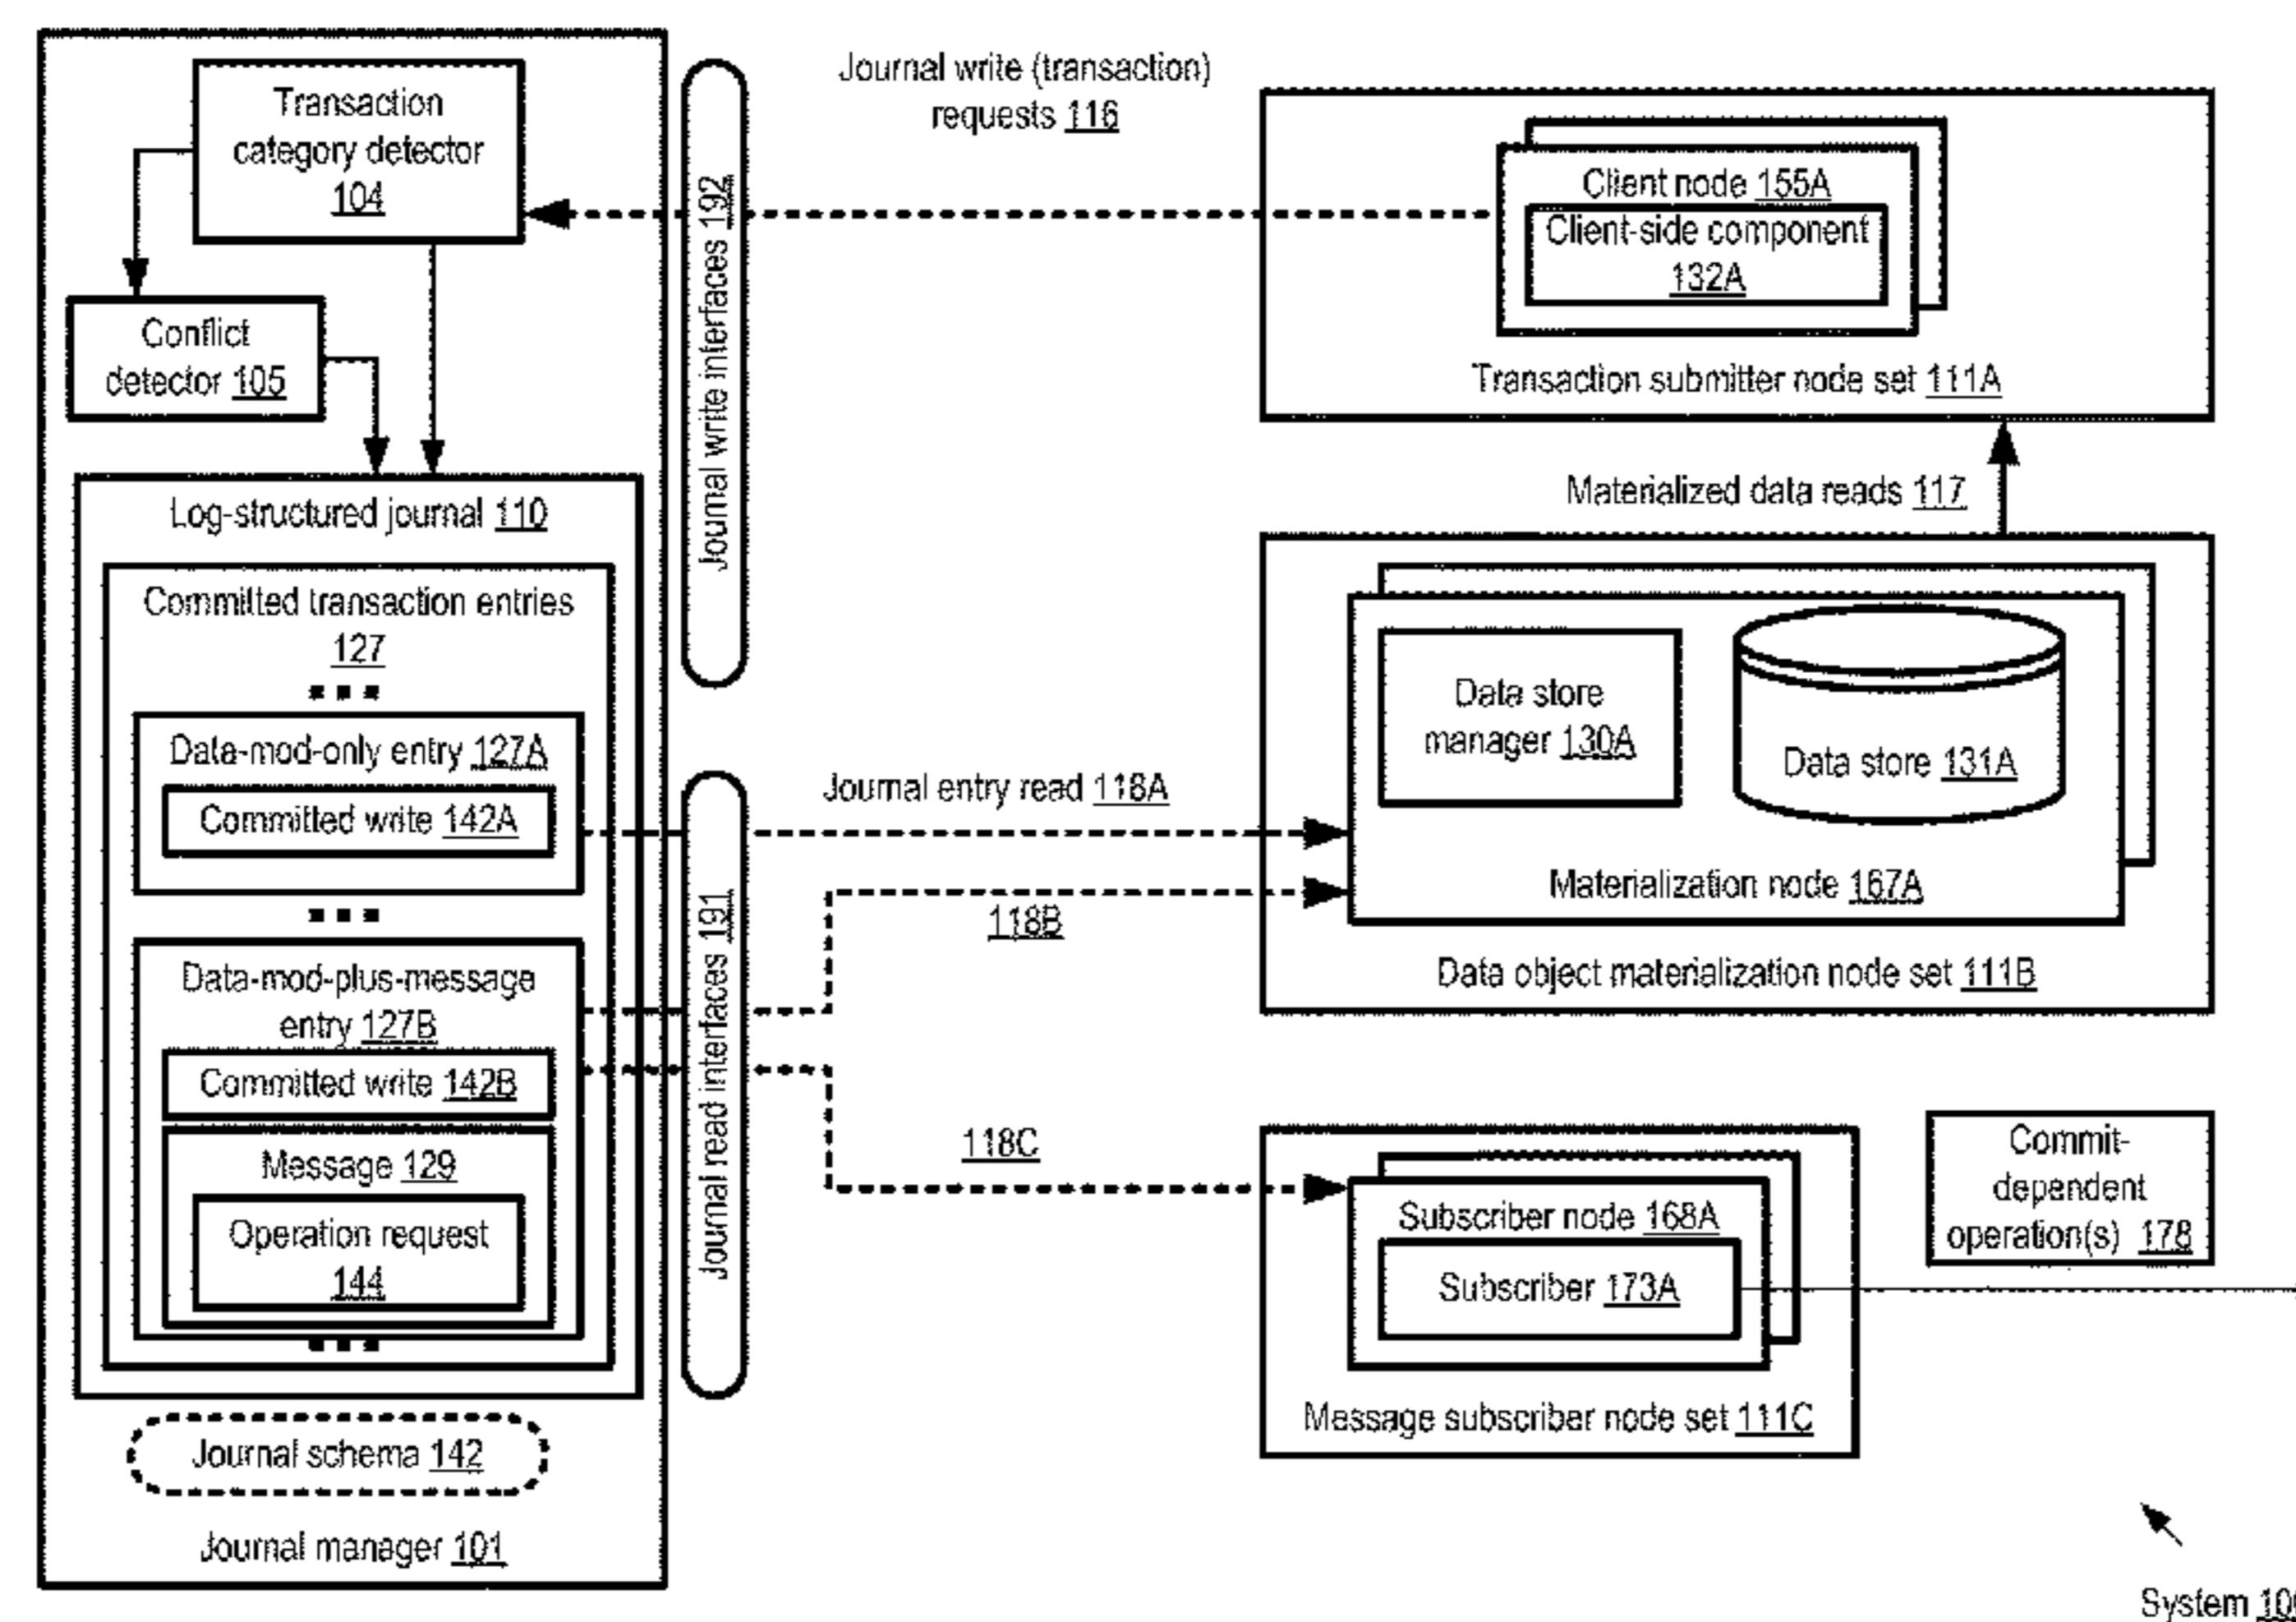 Transaction
category detector
104
Conflict
detector 105
Log-structured journal 110
Committed transaction entries
127
Data-mod-only entry 127A
Committed write 142A
Data-mod-plus-message
entry 127B
Committed write 142B
Message 129
Operation request
144
Journal schema 142
Journal manager 101
Journal write interfaces 192
Journal read interfaces 191
Journal write (transaction)
requests 116
Client node 155A
Client-side component
132A
Transaction submitter node set 111A
Materialized data reads 117
Journal entry read 118A
118B
Data store
manager 130A
Data store 131A
Materialization node 167A
Data object materialization node set 111B
118C
Subscriber node 168A
Subscriber 173A
Message subscriber node set 111C
Commit-
dependent
operation(s) 178
System